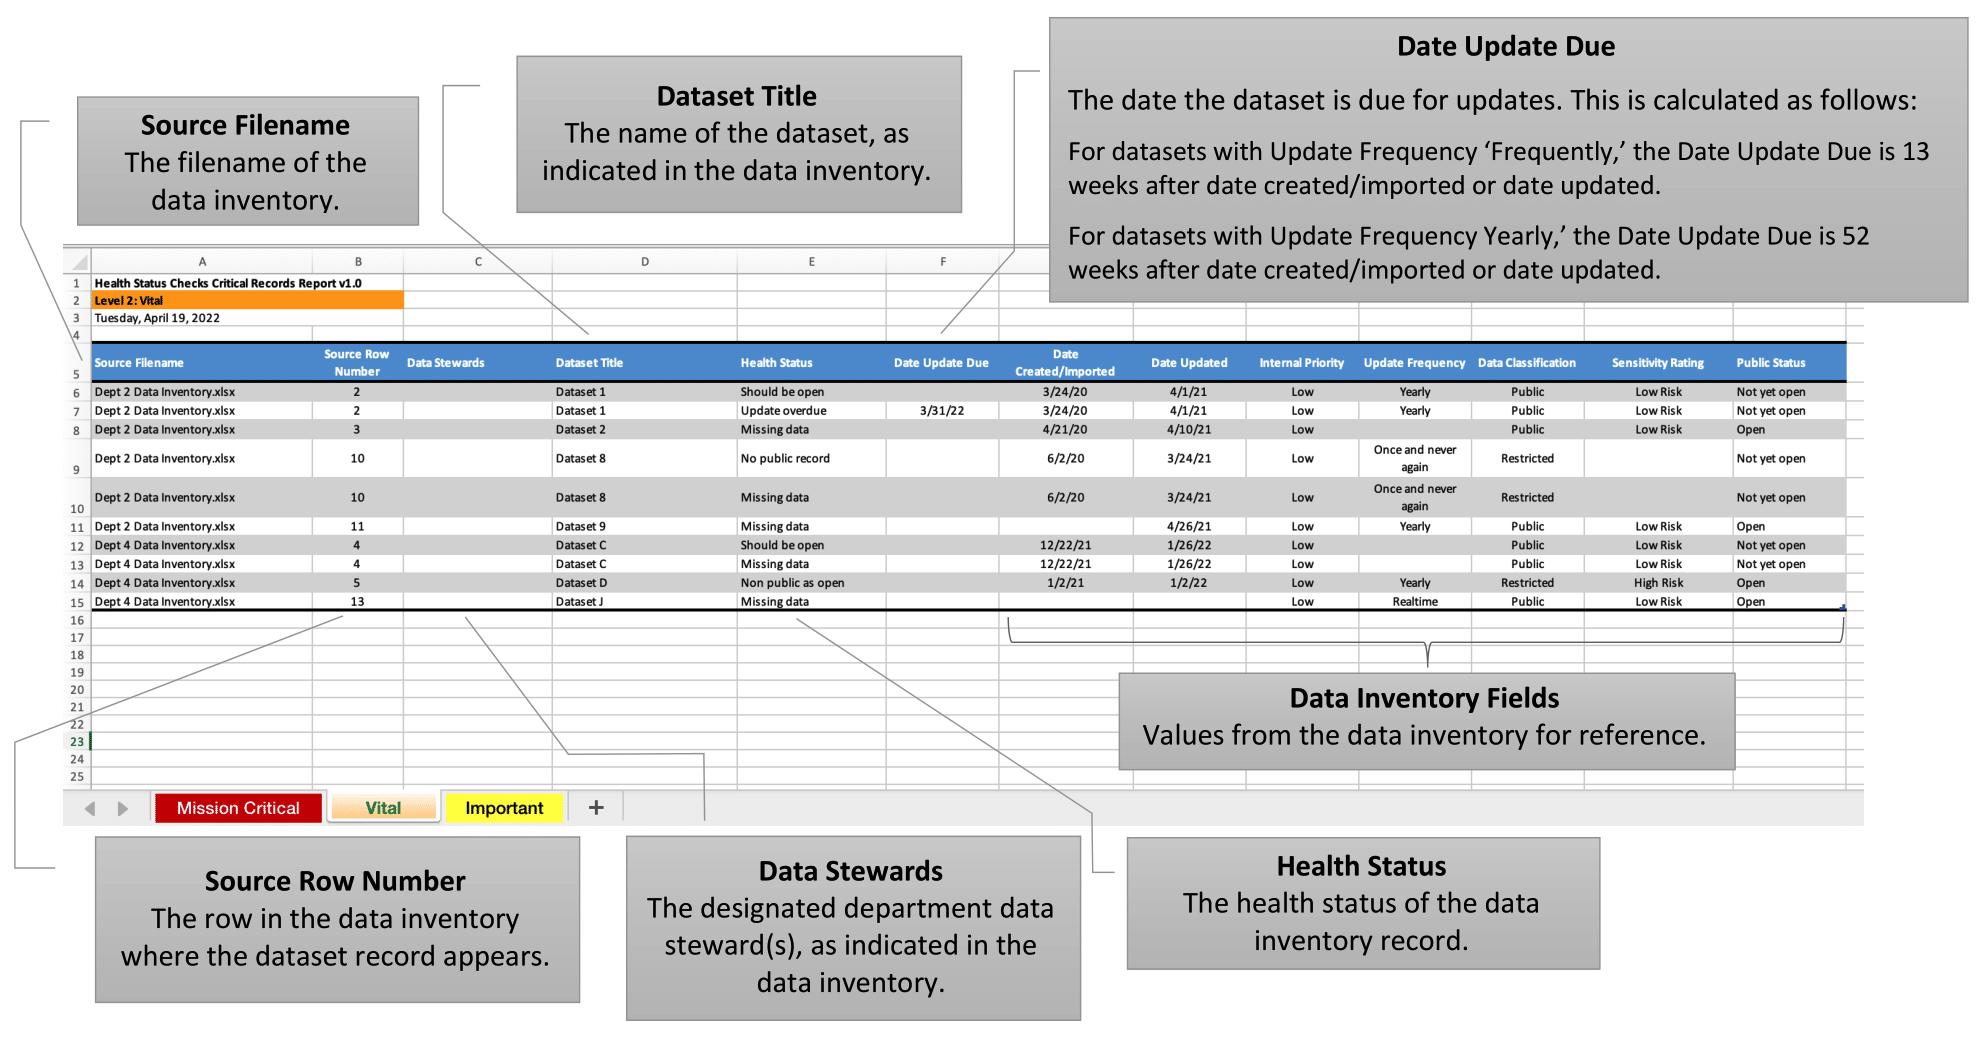 Date Update Due
The date the dataset is due for updates. This is calculated as follows:
For datasets with Update Frequency ‘Frequently,’ the Date Update Due is 13
weeks after date created/imported or date updated.
For datasets with Update Frequency Yearly,’ the Date Update Due is 52
weeks after date created/imported or date updated.
Dataset Title
The name of the dataset, as
indicated in the data inventory.
Source Filename
The filename of the
data inventory.
A B C D E F
1 Health Status Checks Critical Records Report v1.0
2 Level 2: Vital
3 Tuesday, April 19, 2022
4
5 Source Filename Source Row Number Data Stewards Dataset Title Health Status Date Update Due Date Created/Imported Date Updated Internal Priority Update Frequency Data Classification Sensitivity Rating Public Status
6 Dept 2 Data Inventory.xlsx 2 Dataset 1 Should be open 3/24/20 4/1/21 Low Yearly Public Low Risk Not yet open
7 Dept 2 Data Inventory.xlsx 2 Dataset 1 Update overdue 3/31/22 3/24/20 4/1/21 Low Yearly Public Low Risk Not yet open
8 Dept 2 Data Inventory.xlsx 3 Dataset 2 Missing data 4/21/20 4/10/21 Low Public Low Risk Open
9 Dept 2 Data Inventory.xlsx 10 Dataset 8 No public record 6/2/20 3/24/21 Low Once and never again Restricted Not yet open
10 Dept 2 Data Inventory.xlsx 10 Dataset 8 Missing data 6/2/20 3/24/21 Low Once and never again Restricted Not yet open
11 Dept 2 Data Inventory.xlsx 11 Dataset 9 Missing data 4/26/21 Low Yearly Public Low Risk Open
12 Dept 4 Data Inventory.xlsx 4 Dataset C Should be open 12/22/21 1/26/22 Low Public Low Risk Not yet open
13 Dept 4 Data Inventory.xlsx 4 Dataset C Missing data 12/22/21 1/26/22 Low Public Low Risk Not yet open
14 Dept 4 Data Inventory.xlsx 5 Dataset D Non public as open 1/2/21 1/2/22 Low Yearly Restricted High Risk Open
15 Dept 4 Data Inventory.xlsx 13 Dataset J Missing data Low Realtime Public Low Risk Open
16
17
18
19
20
21
22
23
24
25
Data Inventory Fields
Values from the data inventory for reference.
Mission Critical Vital Important +
Source Row Number
The row in the data inventory
where the dataset record appears.
Data Stewards
The designated department data
steward(s), as indicated in the
data inventory.
Health Status
The health status of the data
inventory record.